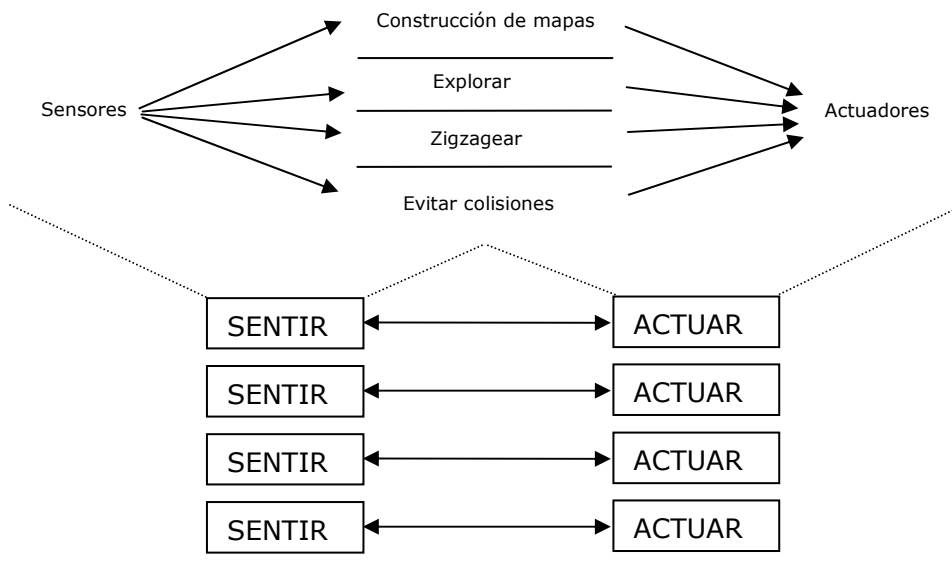 Construcción de mapas
Explorar
Sensores
Actuadores
Zigzagear
Evitar colisiones
SENTIR
ACTUAR
SENTIR
ACTUAR
SENTIR
ACTUAR
SENTIR
ACTUAR